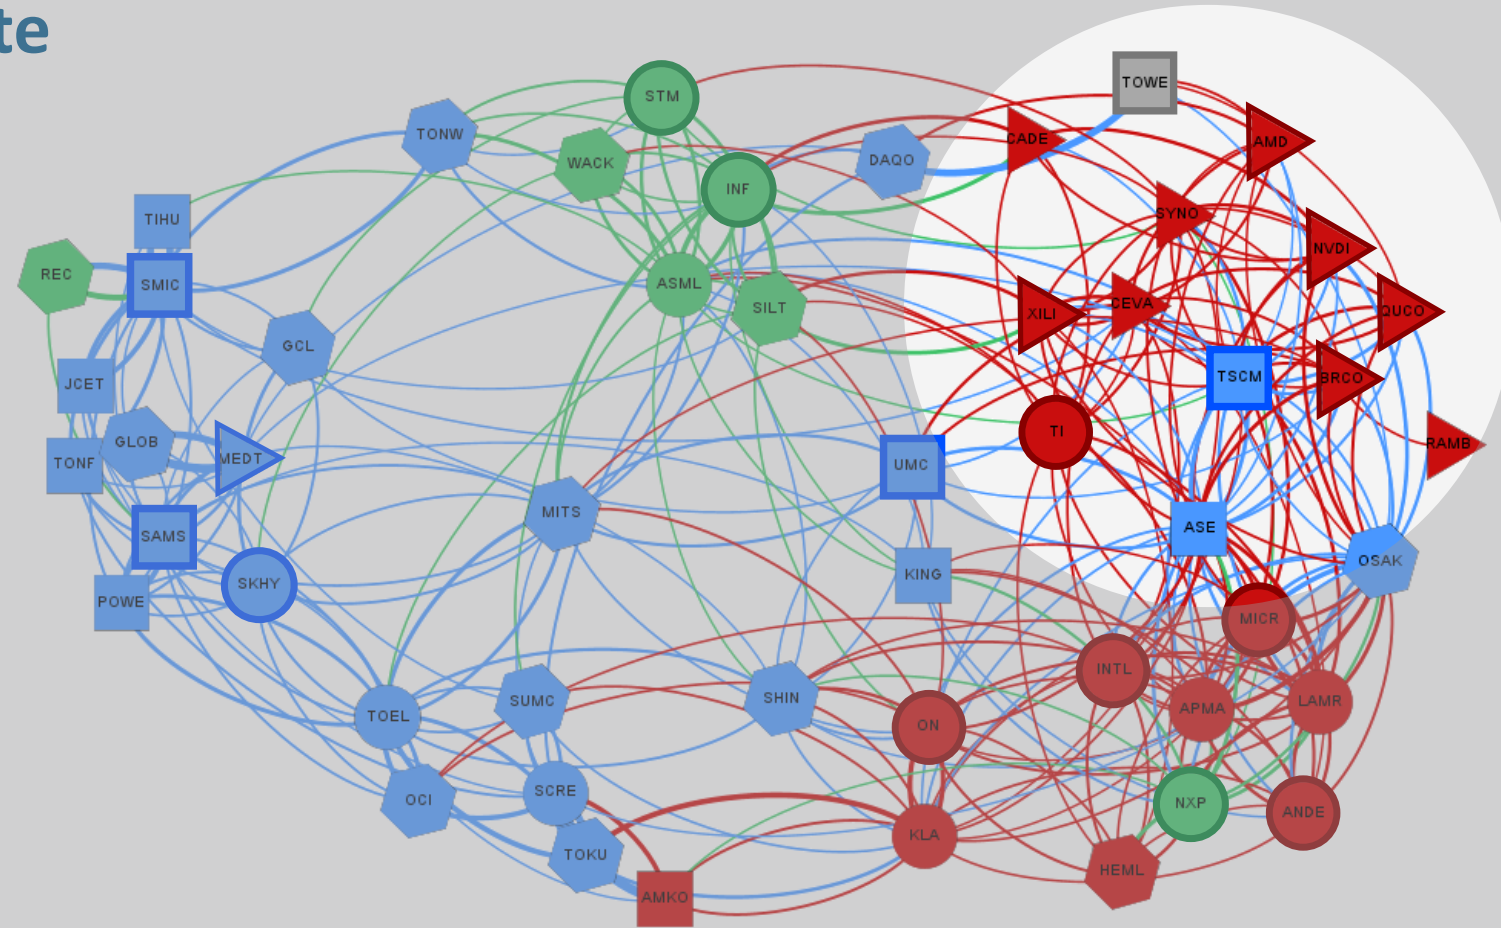 te
TOWE
STM
TONW
CADE
AMD
DAQO
WACK
INF
SYNO
TIHU
NVDI
REC
SMIC
ASML
SILT
CEVA
XILI
QUCO
GCL
TSCM
BRCO
JCET
TI
GLOB
RAMB
MEDT
TONF
UMC
MITS
ASE
SAMS
OSAK
KING
SKHY
POWE
MICR
INTL
SHIN
SUMC
LAMR
APMA
TOEL
ON
SCRE
OCI
NXP
ANDE
KLA
TOKU
HEML
AMKO